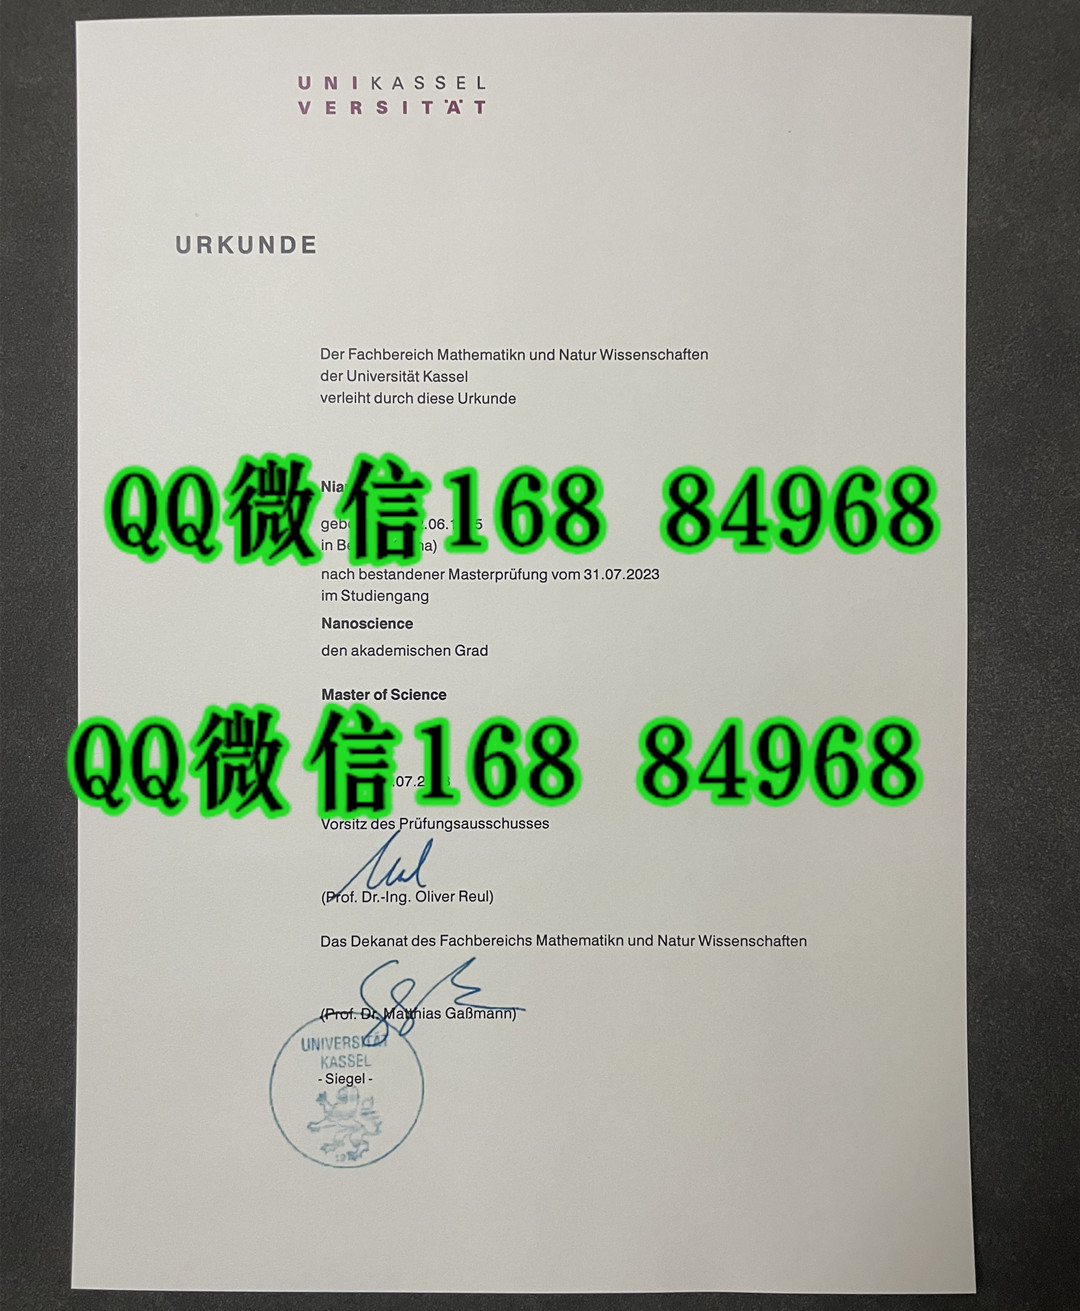 UNIKASSEL
VERSITÄT
URKUNDE
Der Fachbereich Mathematikn und Natur Wissenschaften
der Universität Kassel
verleiht durch diese Urkunde
QQ微信168 84968
nach bestandener Masterprüfung vom 31.07.2023
im Studiengang
Nanoscience
den akademischen Grad
Master of Science
QQ微信168 84968
Vorsitz des Prüfungsausschusses
(Prof. Dr.-Ing. Oliver Reul)
Das Dekanat des Fachbereichs Mathematikn und Natur Wissenschaften
(Prof. Dr. Matthias Gaßmann)
UNIVERSITÄT
KASSEL
- Siegel -